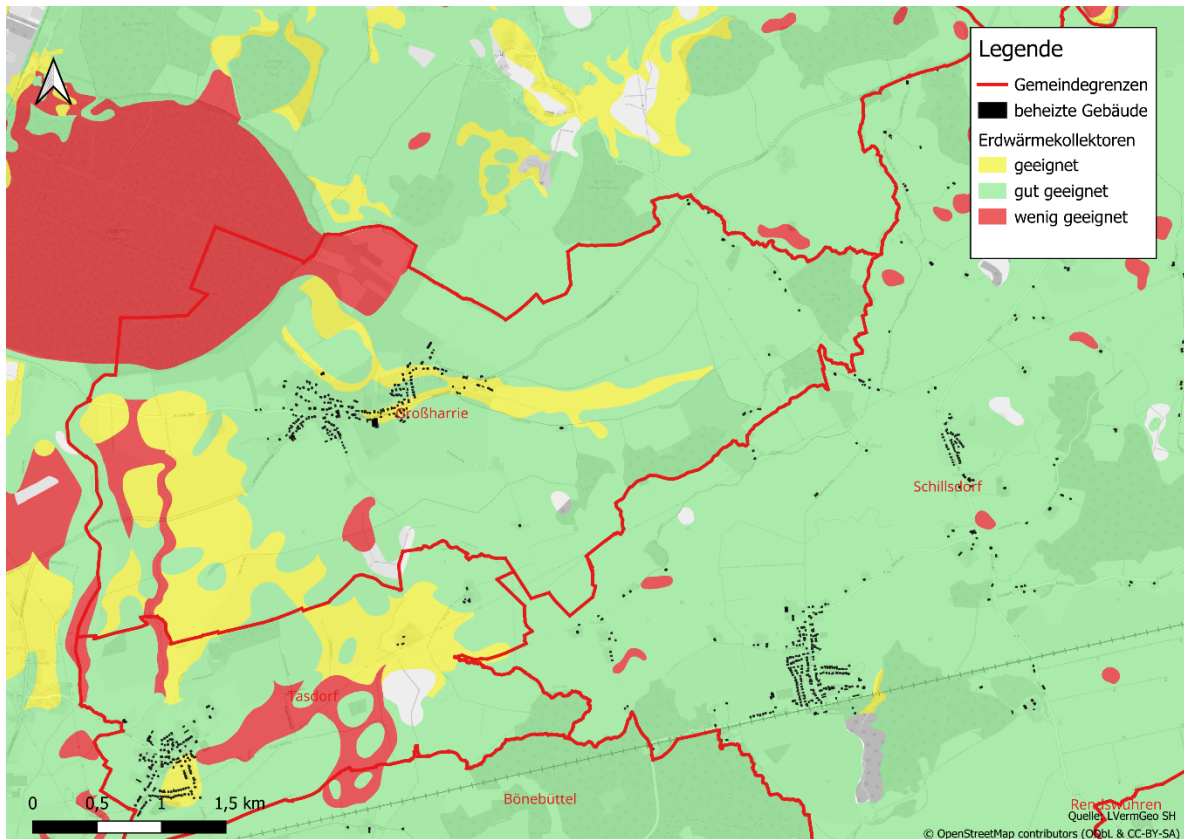 Legende
Gemeindegrenzen
beheizte Gebäude
Erdwärmekollektoren
geeignet
gut geeignet
wenig geeignet
Großharrie
Schillsdorf
Tasdorf
Bönebüttel
Rendswühren
0 0,5 1 1,5 km
Quelle: LVermGeo SH
© OpenStreetMap contributors (ODbL & CC-BY-SA)